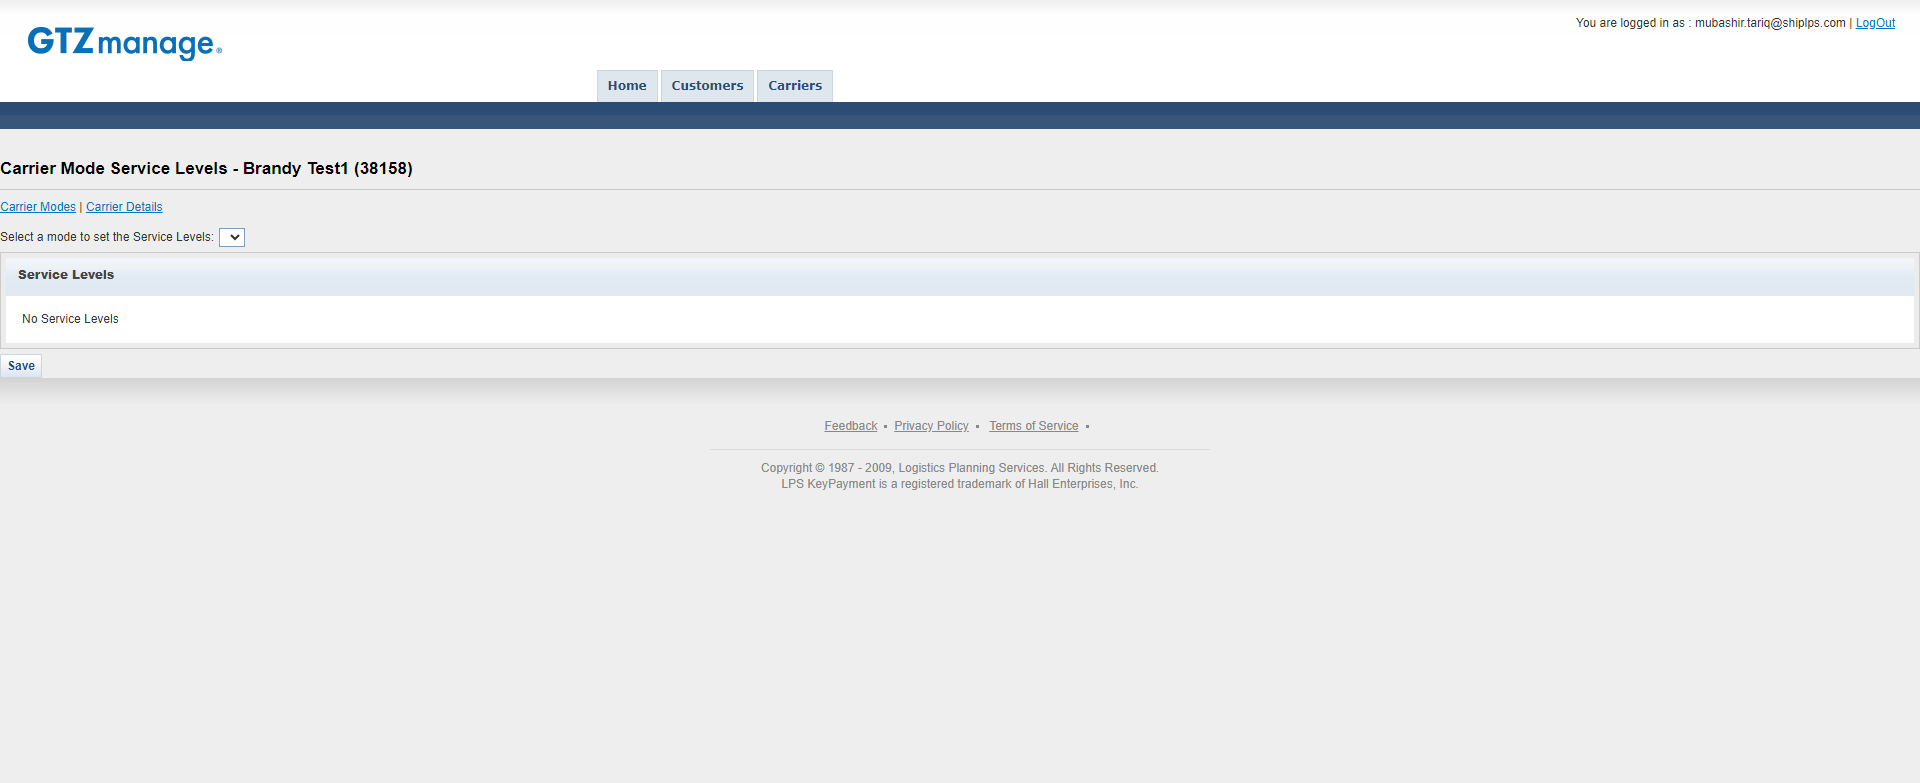 You are logged in as : mubashir.tariq@shiplps.com | LogOut
GTZmanage®
Home Customers Carriers
Carrier Mode Service Levels - Brandy Test1 (38158)
Carrier Modes | Carrier Details
Select a mode to set the Service Levels:
Service Levels
No Service Levels
Save
Feedback ▪ Privacy Policy ▪ Terms of Service ▪
Copyright © 1987 - 2009, Logistics Planning Services. All Rights Reserved.
LPS KeyPayment is a registered trademark of Hall Enterprises, Inc.